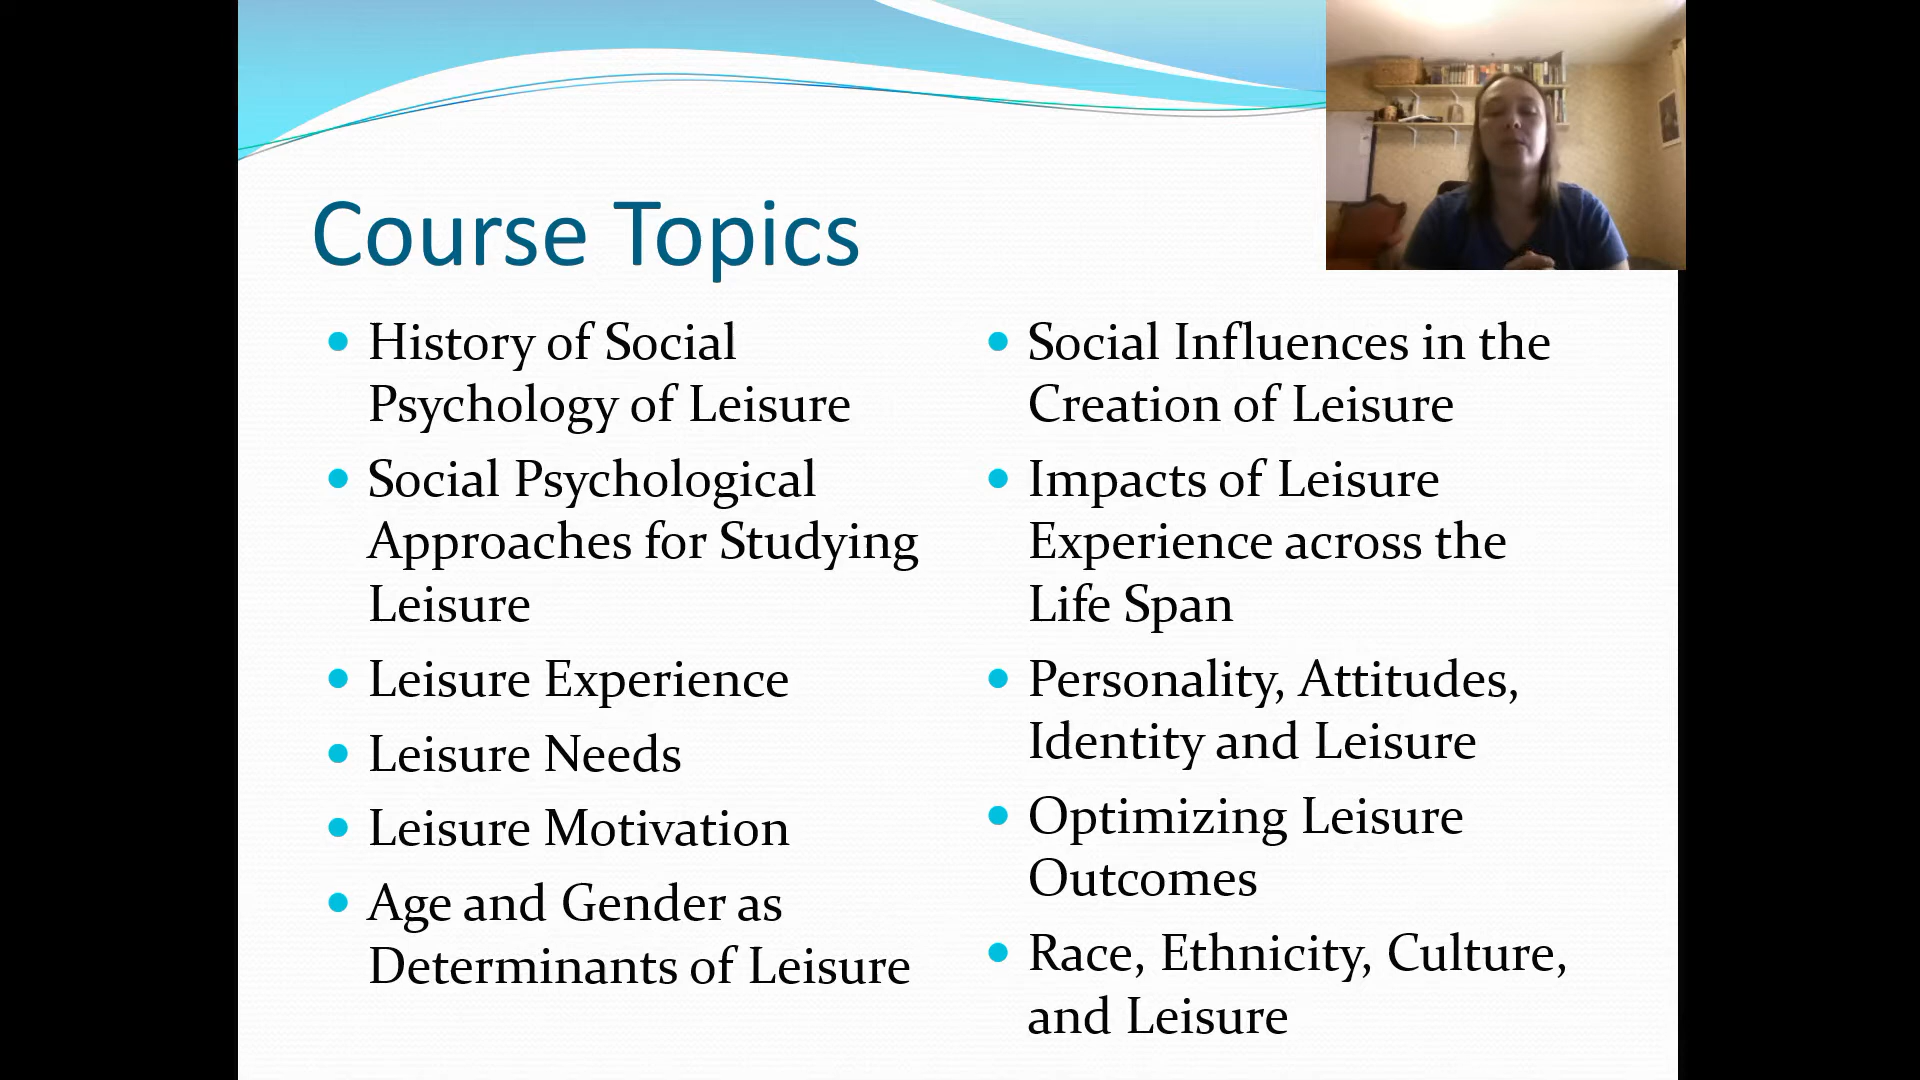 Course Topics
• History of Social
Psychology of Leisure
• Social Psychological
Approaches for Studying
Leisure
• Leisure Experience
• Leisure Needs
• Leisure Motivation
• Age and Gender as
Determinants of Leisure
• Social Influences in the
Creation of Leisure
• Impacts of Leisure
Experience across the
Life Span
• Personality, Attitudes,
Identity and Leisure
• Optimizing Leisure
Outcomes
• Race, Ethnicity, Culture,
and Leisure